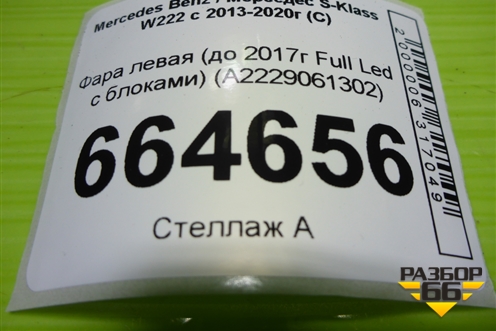 Mercedes Benz / Мерседес S-Klass
W222 с 2013-2020г (С)
Фара левая (до 2017г Full Led
с блоками) (A2229061302)
664656
Стеллаж А
2000006317049
РАЗБОР
66